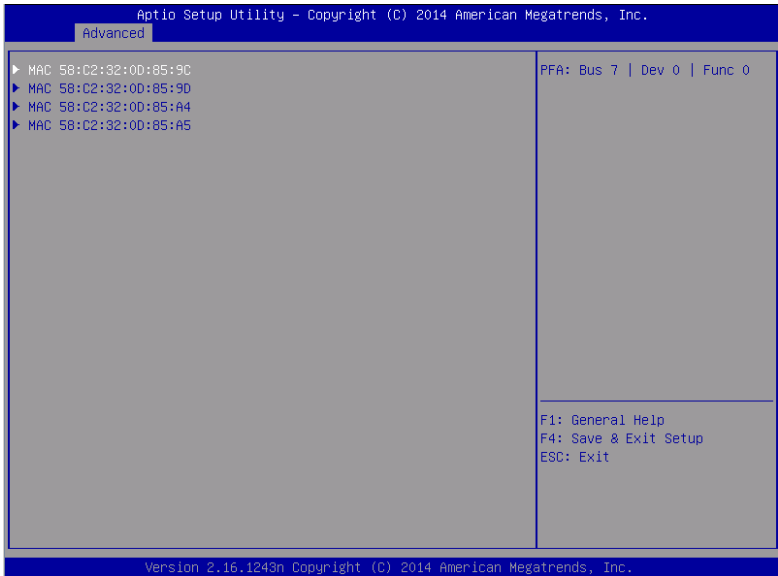 Aptio Setup Utility – Copyright (C) 2014 American Megatrends, Inc.
Advanced
▶ MAC 58:C2:32:0D:85:9C
▶ MAC 58:C2:32:0D:85:9D
▶ MAC 58:C2:32:0D:85:A4
▶ MAC 58:C2:32:0D:85:A5
PFA: Bus 7 | Dev 0 | Func 0
F1: General Help
F4: Save & Exit Setup
ESC: Exit
Version 2.16.1243n Copyright (C) 2014 American Megatrends, Inc.